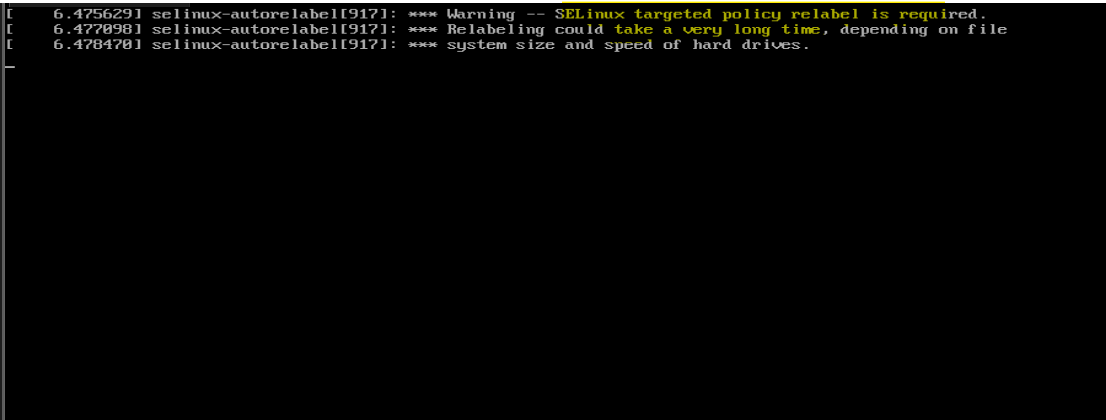 [    6.475629] selinux-autorelabel[917]: *** Warning -- SELinux targeted policy relabel is required.
[    6.477098] selinux-autorelabel[917]: *** Relabeling could take a very long time, depending on file
[    6.478470] selinux-autorelabel[917]: *** system size and speed of hard drives.